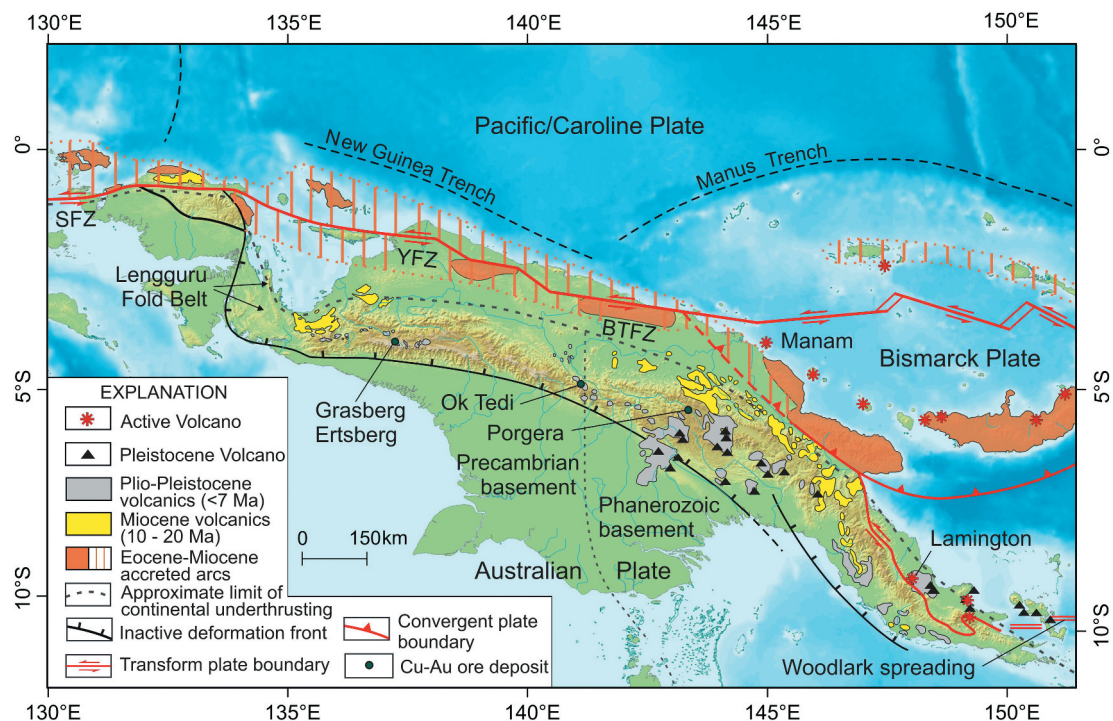 130°E
135°E
140°E
145°E
150°E
0°
0°
Pacific/Caroline Plate
New Guinea Trench
Manus Trench
SFZ
YFZ
Lengguru
Fold Belt
BTFZ
Manam
Bismarck Plate
5°S
5°S
Grasberg
Ertsberg
Ok Tedi
Porgera
Precambrian
basement
Phanerozoic
basement
Lamington
Australian Plate
10°S
10°S
Woodlark spreading
EXPLANATION
Active Volcano
Pleistocene Volcano
Plio-Pleistocene
volcanics (<7 Ma)
Miocene volcanics
(10 - 20 Ma)
Eocene-Miocene
accreted arcs
Approximate limit of
continental underthrusting
Inactive deformation front
Transform plate boundary
Convergent plate
boundary
Cu-Au ore deposit
0 150km
130°E
135°E
140°E
145°E
150°E